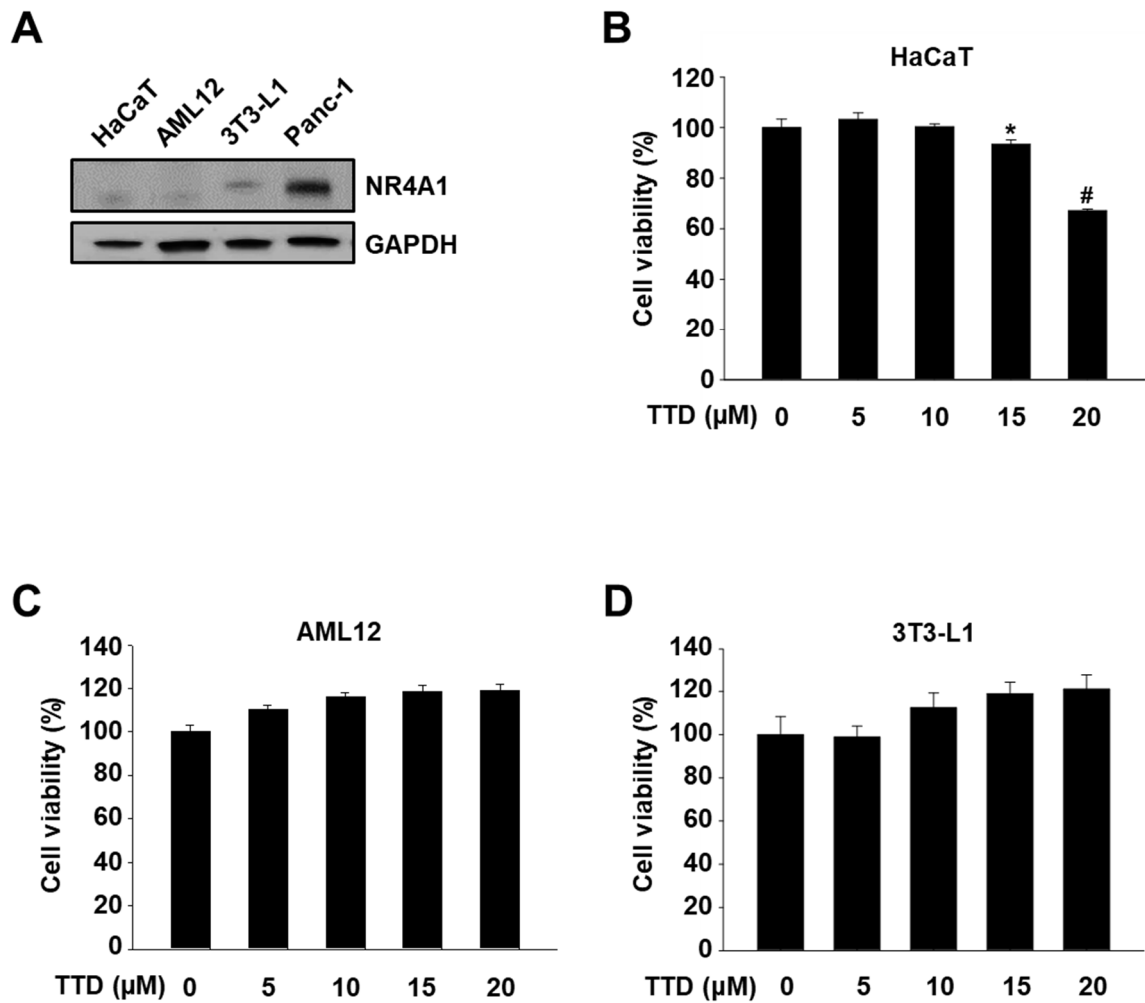 A
HaCaT AML12 3T3-L1 Panc-1
NR4A1
GAPDH
B
HaCaT
Cell viability (%)
120
100
80
60
40
20
0
*
#
TTD (µM) 0 5 10 15 20
C
AML12
Cell viability (%)
140
120
100
80
60
40
20
0
TTD (µM) 0 5 10 15 20
D
3T3-L1
Cell viability (%)
140
120
100
80
60
40
20
0
TTD (µM) 0 5 10 15 20